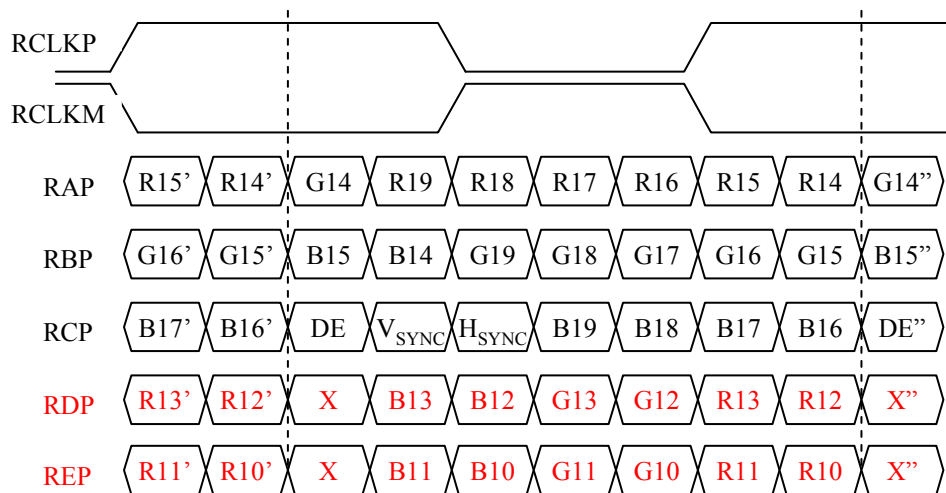 RCLKP
RCLKM
RAP R15’ R14’ G14 R19 R18 R17 R16 R15 R14 G14”
RBP G16’ G15’ B15 B14 G19 G18 G17 G16 G15 B15”
RCP B17’ B16’ DE VSYNC HSYNC B19 B18 B17 B16 DE”
RDP R13’ R12’ X B13 B12 G13 G12 R13 R12 X”
REP R11’ R10’ X B11 B10 G11 G10 R11 R10 X”